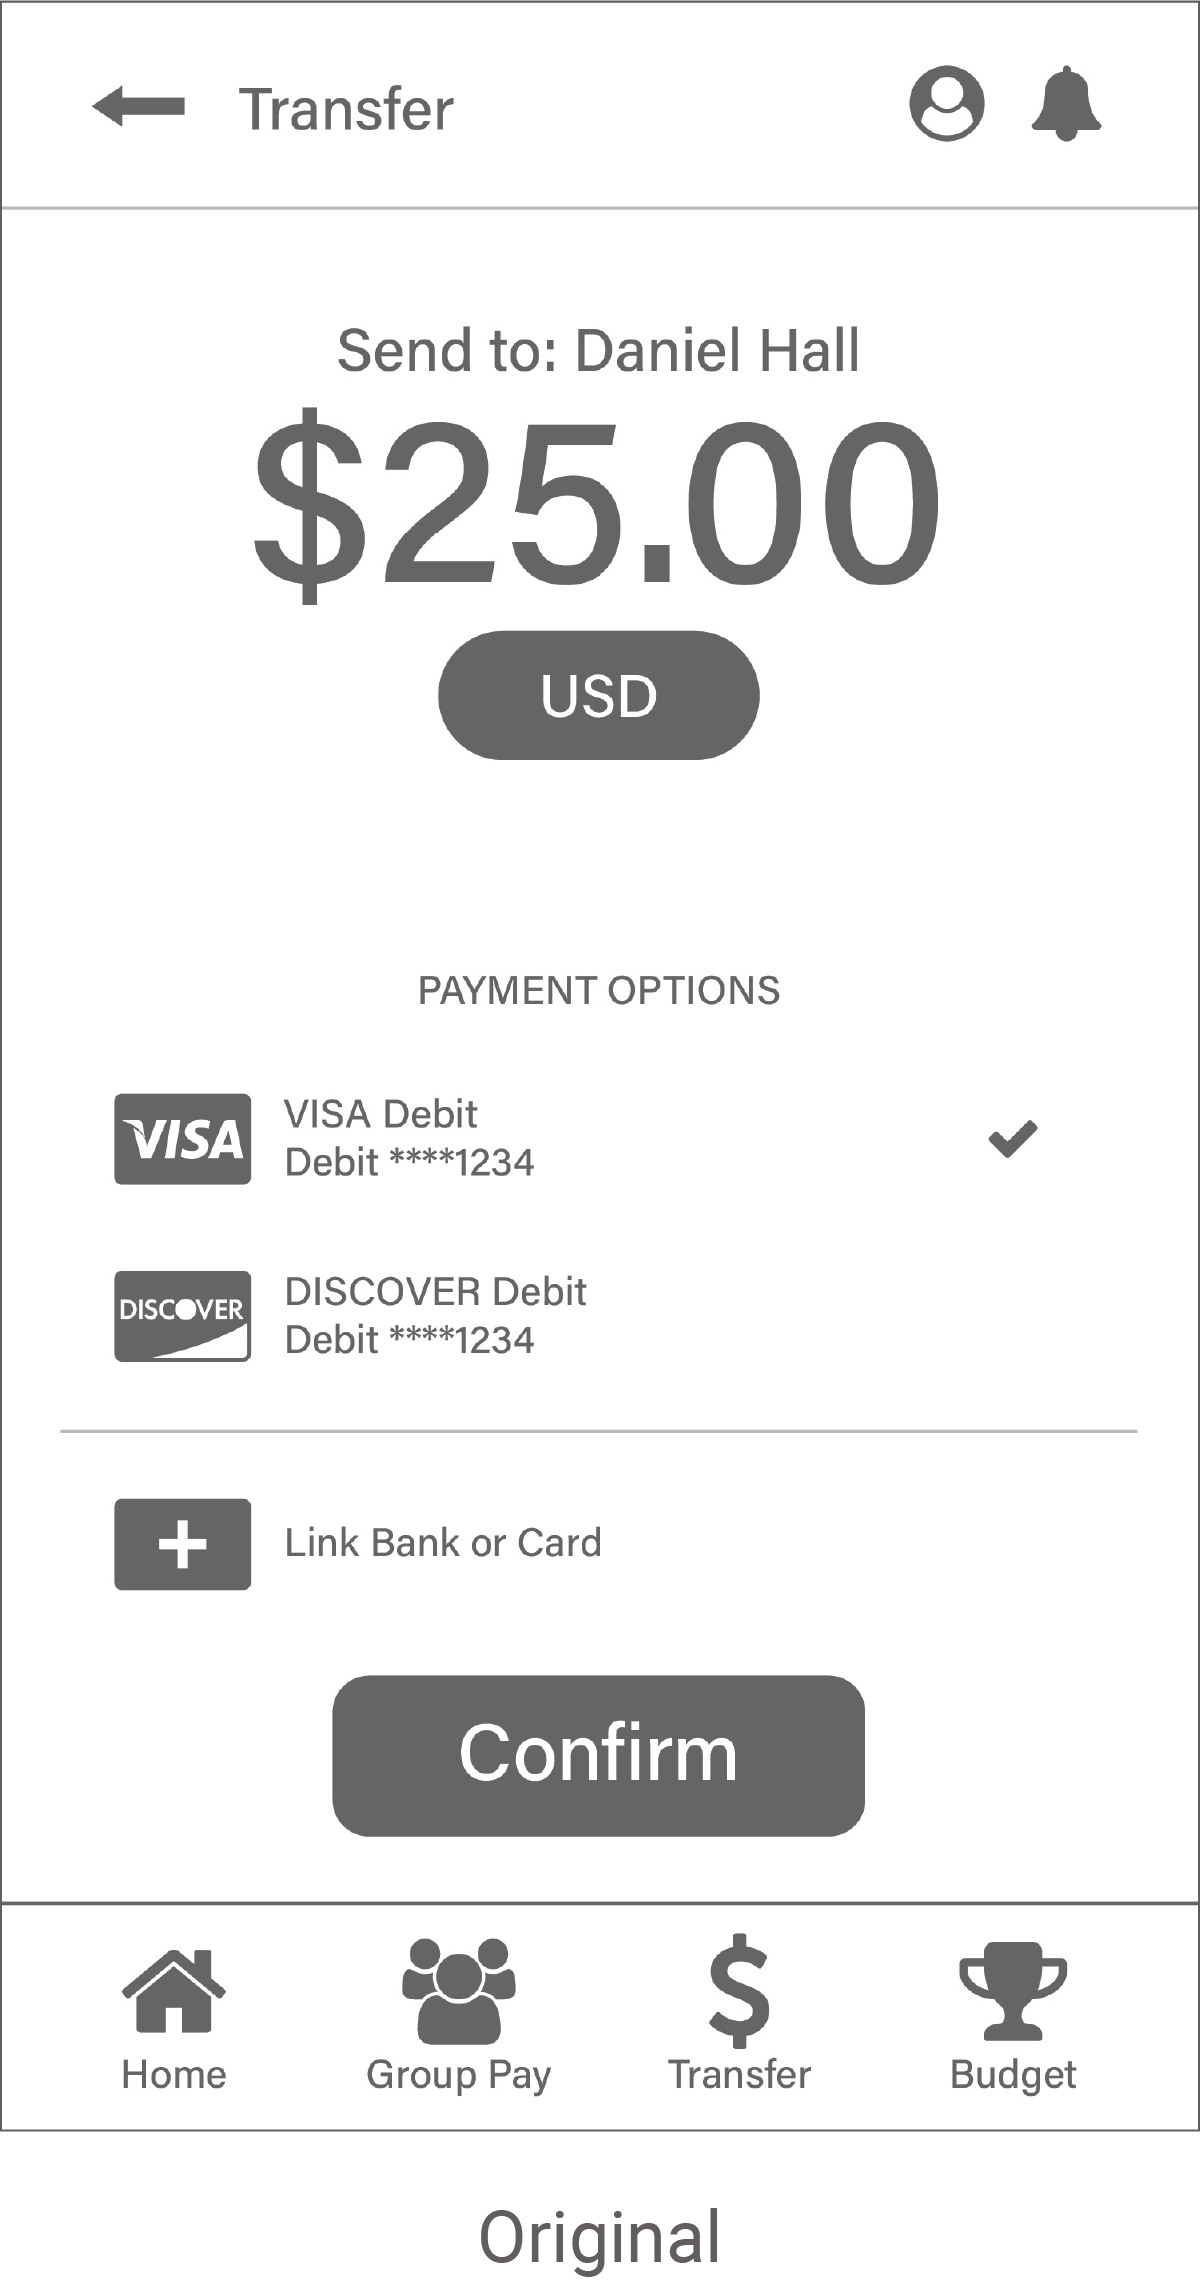 Transfer
Send to: Daniel Hall
$25.00
USD
PAYMENT OPTIONS
VISA
VISA Debit
Debit ****1234
DISCOVER
DISCOVER Debit
Debit ****1234
Link Bank or Card
Confirm
Home
Group Pay
Transfer
Budget
Original